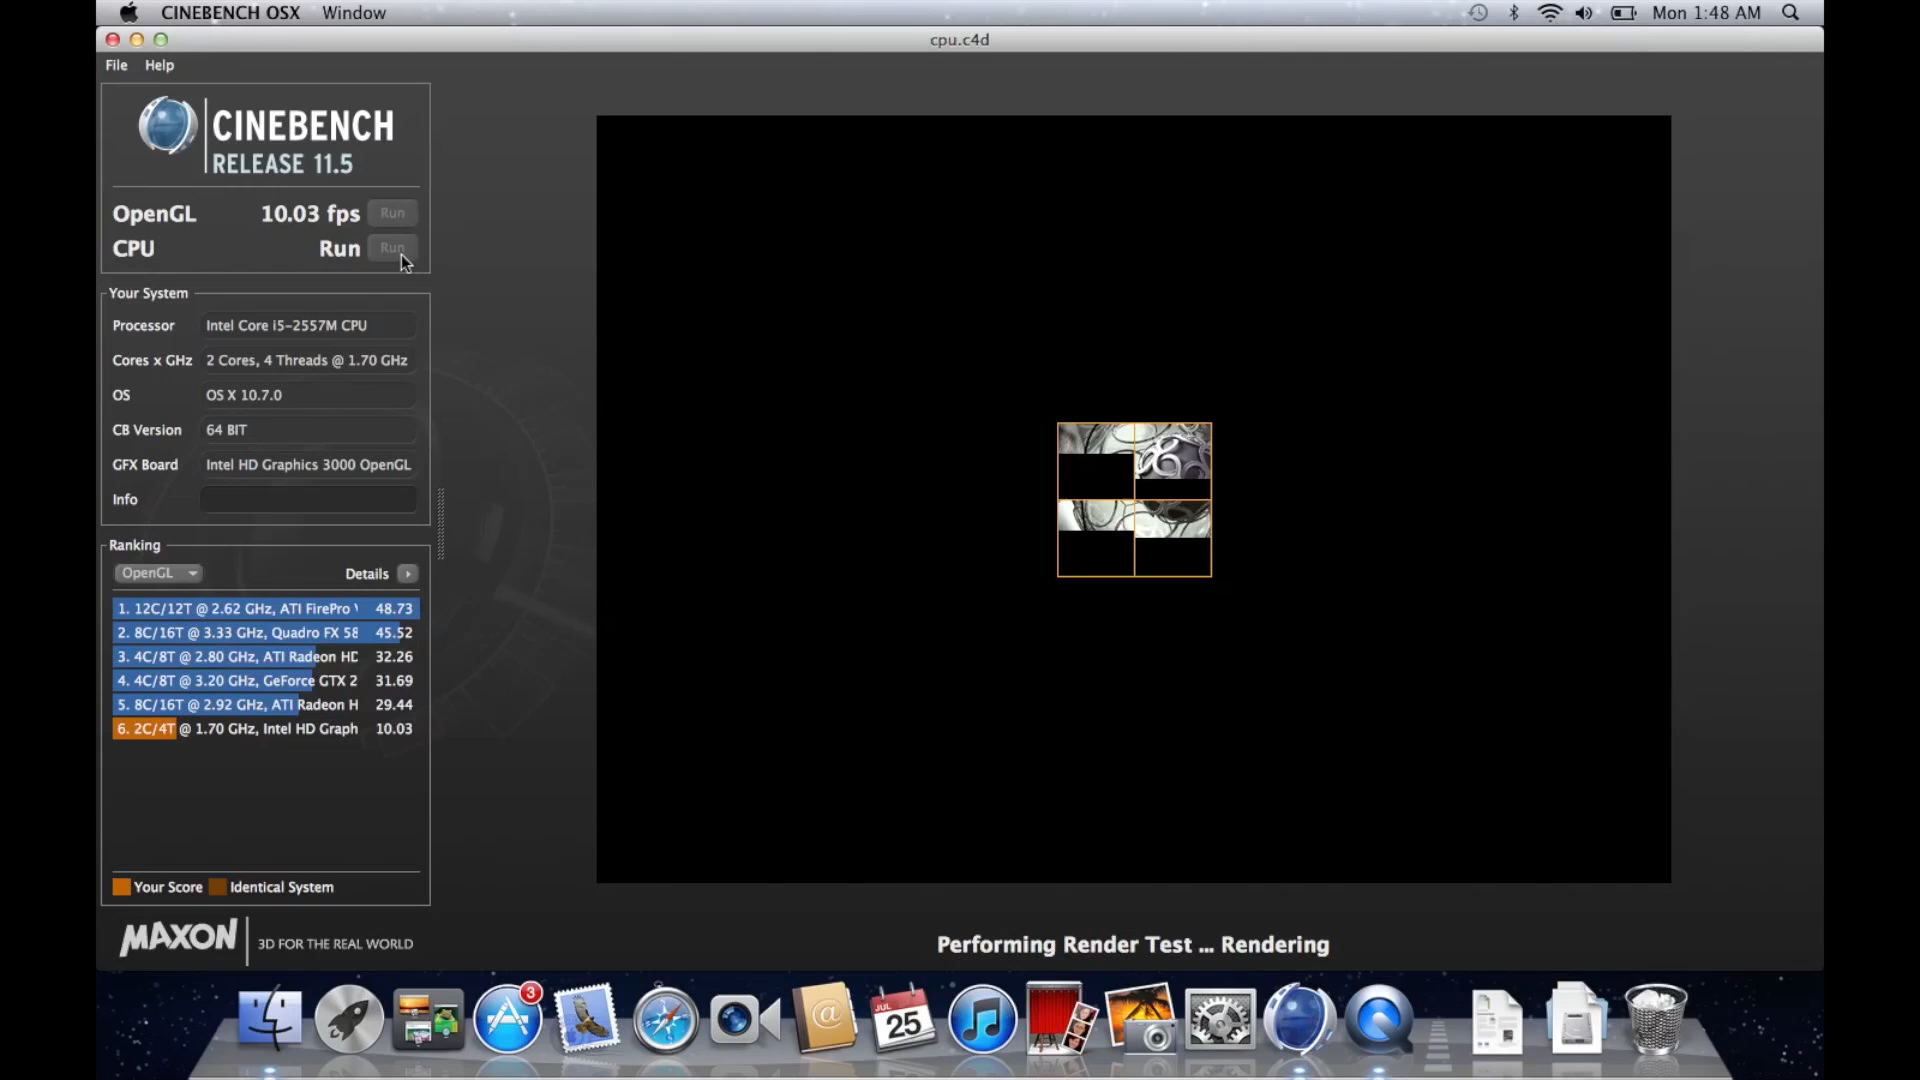 CINEBENCH OSX Window
Mon 1:48 AM
cpu.c4d
File Help
CINEBENCH
RELEASE 11.5
OpenGL 10.03 fps Run
CPU Run Run
Your System
Processor Intel Core i5-2557M CPU
Cores x GHz 2 Cores, 4 Threads @ 1.70 GHz
OS OS X 10.7.0
CB Version 64 BIT
GFX Board Intel HD Graphics 3000 OpenGL
Info
Ranking
OpenGL Details
1. 12C/12T @ 2.62 GHz, ATI FirePro 48.73
2. 8C/16T @ 3.33 GHz, Quadro FX 58 45.52
3. 4C/8T @ 2.80 GHz, ATI Radeon HD 32.26
4. 4C/8T @ 3.20 GHz, GeForce GTX 2 31.69
5. 8C/16T @ 2.92 GHz, ATI Radeon H 29.44
6. 2C/4T @ 1.70 GHz, Intel HD Graph 10.03
Your Score Identical System
MAXON 3D FOR THE REAL WORLD
Performing Render Test ... Rendering
3
JUL
25
@